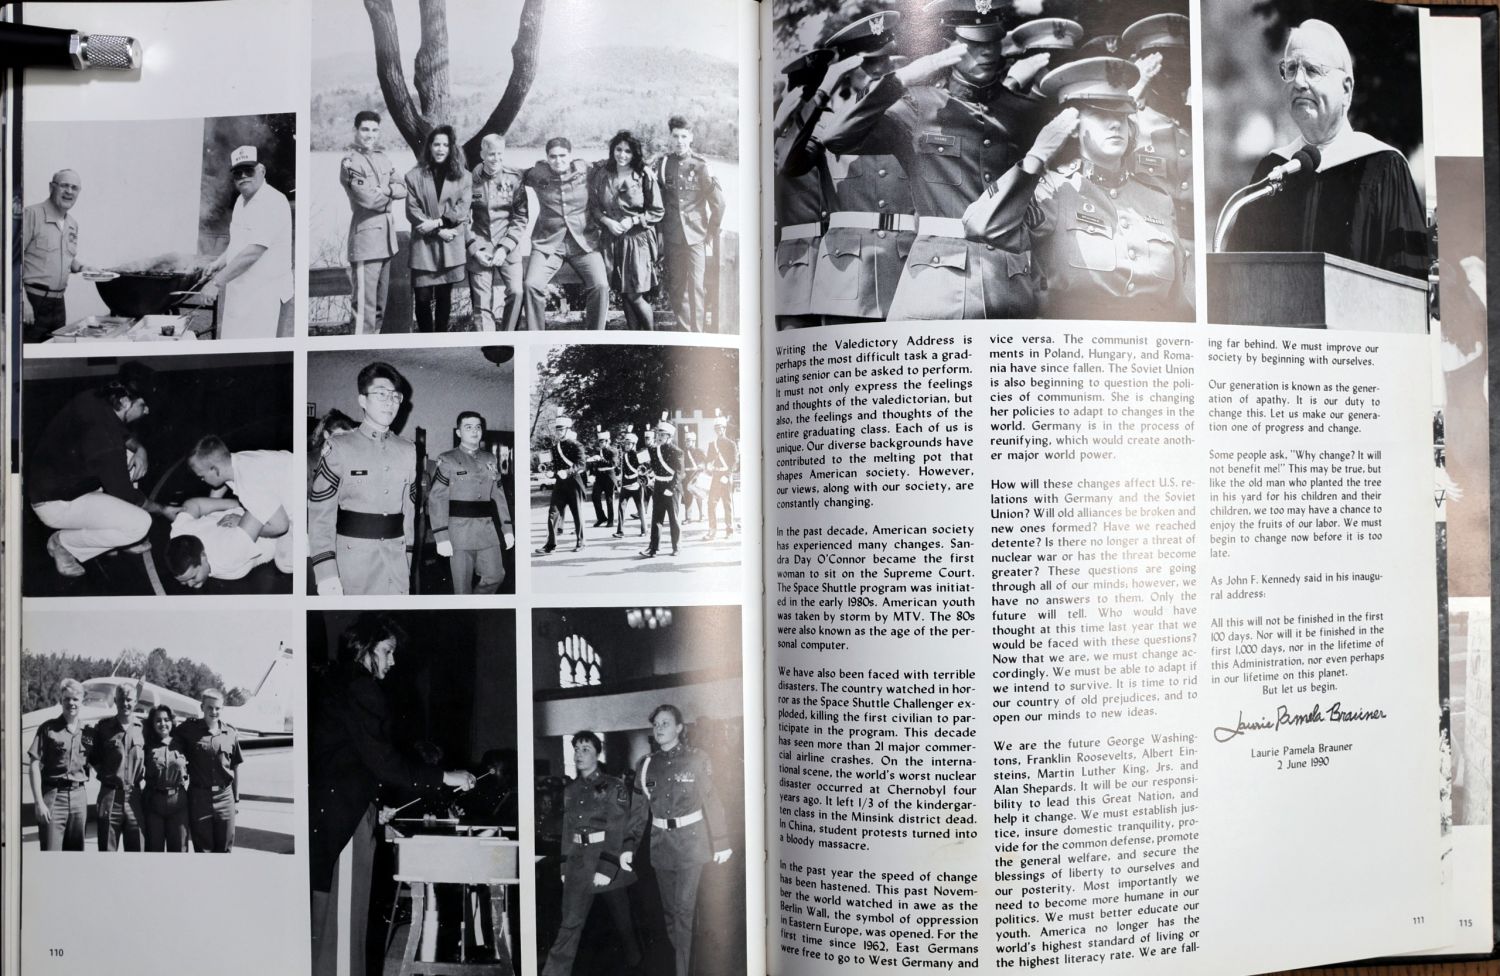 110
Writing the Valedictory Address is
perhaps the most difficult task a grad-
uating senior can be asked to perform.
It must not only express the feelings
and thoughts of the valedictorian, but
also, the feelings and thoughts of the
entire graduating class. Each of us is
unique. Our diverse backgrounds have
contributed to the melting pot that
shapes American society. However,
our views, along with our society, are
constantly changing.
In the past decade, American society
has experienced many changes. San-
dra Day O'Connor became the first
woman to sit on the Supreme Court.
The Space Shuttle program was initiat-
ed in the early 1980s. American youth
was taken by storm by MTV. The 80s
were also known as the age of the per-
sonal computer.
We have also been faced with terrible
disasters. The country watched in hor-
ror as the Space Shuttle Challenger ex-
ploded, killing the first civilian to par-
ticipate in the program. This decade
has seen more than 21 major commer-
cial airline crashes. On the interna-
tional scene, the world's worst nuclear
disaster occurred at Chernobyl four
years ago. It left 1/3 of the kindergar-
ten class in the Minsink district dead.
In China, student protests turned into
a bloody massacre.
In the past year the speed of change
has been hastened. This past Novem-
ber the world watched in awe as the
Berlin Wall, the symbol of oppression
in Eastern Europe, was opened. For the
first time since 1962, East Germans
were free to go to West Germany and
vice versa. The communist govern-
ments in Poland, Hungary, and Roma-
nia have since fallen. The Soviet Union
is also beginning to question the poli-
cies of communism. She is changing
her policies to adapt to changes in the
world. Germany is in the process of
reunifying, which would create anoth-
er major world power.
How will these changes affect U.S. re-
lations with Germany and the Soviet
Union? Will old alliances be broken and
new ones formed? Have we reached
detente? Is there no longer a threat of
nuclear war or has the threat become
greater? These questions are going
through all of our minds; however, we
have no answers to them. Only the
future will tell. Who would have
thought at this time last year that we
would be faced with these questions?
Now that we are, we must change ac-
cordingly. We must be able to adapt if
we intend to survive. It is time to rid
our country of old prejudices, and to
open our minds to new ideas.
We are the future George Washing-
tons, Franklin Roosevelts, Albert Ein-
steins, Martin Luther King, Jrs. and
Alan Shepards. It will be our responsi-
bility to lead this Great Nation, and
help it change. We must establish jus-
tice, insure domestic tranquility, pro-
vide for the common defense, promote
the general welfare, and secure the
blessings of liberty to ourselves and
our posterity. Most importantly we
need to become more humane in our
politics. We must better educate our
youth. America no longer has the
world's highest standard of living or
the highest literacy rate. We are fall-
ing far behind. We must improve our
society by beginning with ourselves.
Our generation is known as the gener-
ation of apathy. It is our duty to
change this. Let us make our genera-
tion one of progress and change.
Some people ask, "Why change? It will
not benefit me!" This may be true, but
like the old man who planted the tree
in his yard for his children and their
children, we too may have a chance to
enjoy the fruits of our labor. We must
begin to change now before it is too
late.
As John F. Kennedy said in his inaugu-
ral address:
All this will not be finished in the first
100 days. Nor will it be finished in the
first 1,000 days, nor in the lifetime of
this Administration, nor even perhaps
in our lifetime on this planet.
But let us begin.
Laurie Pamela Brauner
Laurie Pamela Brauner
2 June 1990
111
115